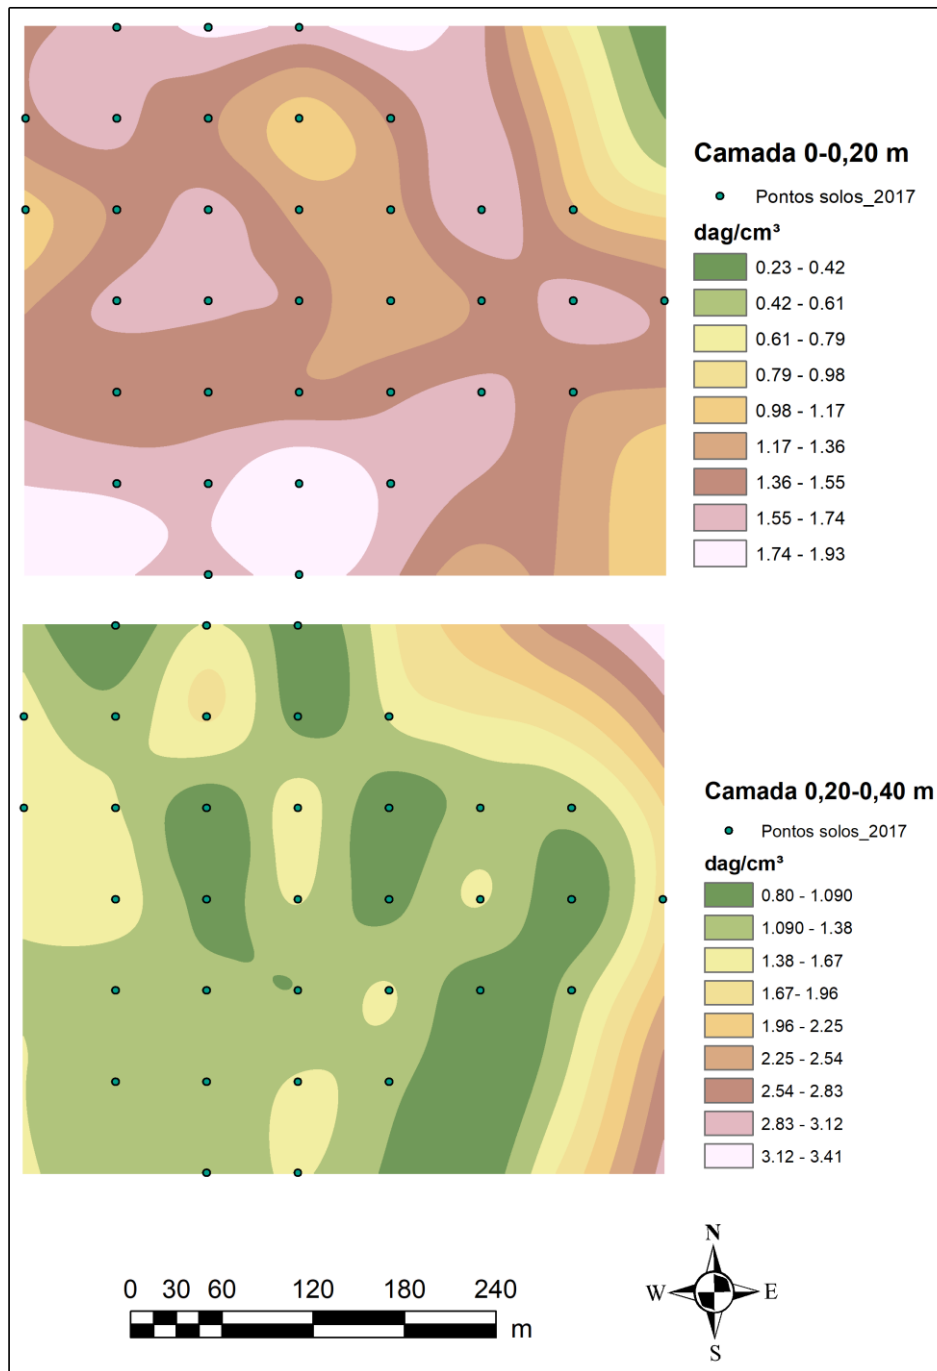 Camada 0-0,20 m
Pontos solos_2017
dag/cm³
0.23 - 0.42
0.42 - 0.61
0.61 - 0.79
0.79 - 0.98
0.98 - 1.17
1.17 - 1.36
1.36 - 1.55
1.55 - 1.74
1.74 - 1.93
Camada 0,20-0,40 m
Pontos solos_2017
dag/cm³
0.80 - 1.090
1.090 - 1.38
1.38 - 1.67
1.67- 1.96
1.96 - 2.25
2.25 - 2.54
2.54 - 2.83
2.83 - 3.12
3.12 - 3.41
0 30 60 120 180 240
m
N
W E
S